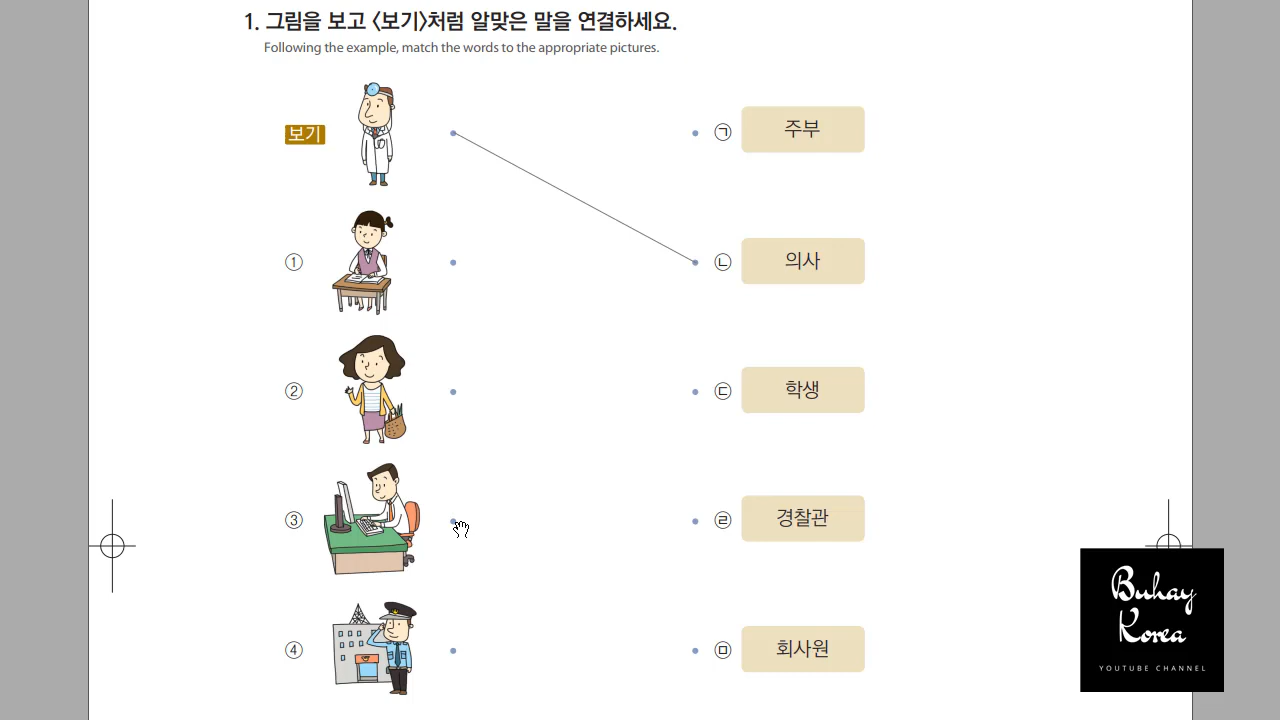 1. 그림을 보고 〈보기〉처럼 알맞은 말을 연결하세요.
Following the example, match the words to the appropriate pictures.
보기
㉠ 주부
①
㉡ 의사
②
㉢ 학생
③
㉣ 경찰관
④
㉤ 회사원
Buhay
Korea
YOUTUBE CHANNEL